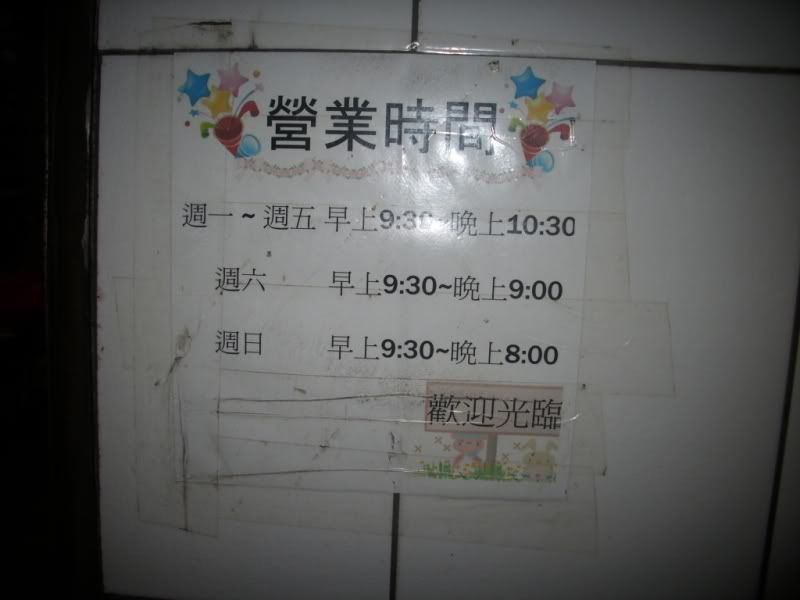 營業時間
週一~週五 早上9:30~晚上10:30
週六 早上9:30~晚上9:00
週日 早上9:30~晚上8:00
歡迎光臨